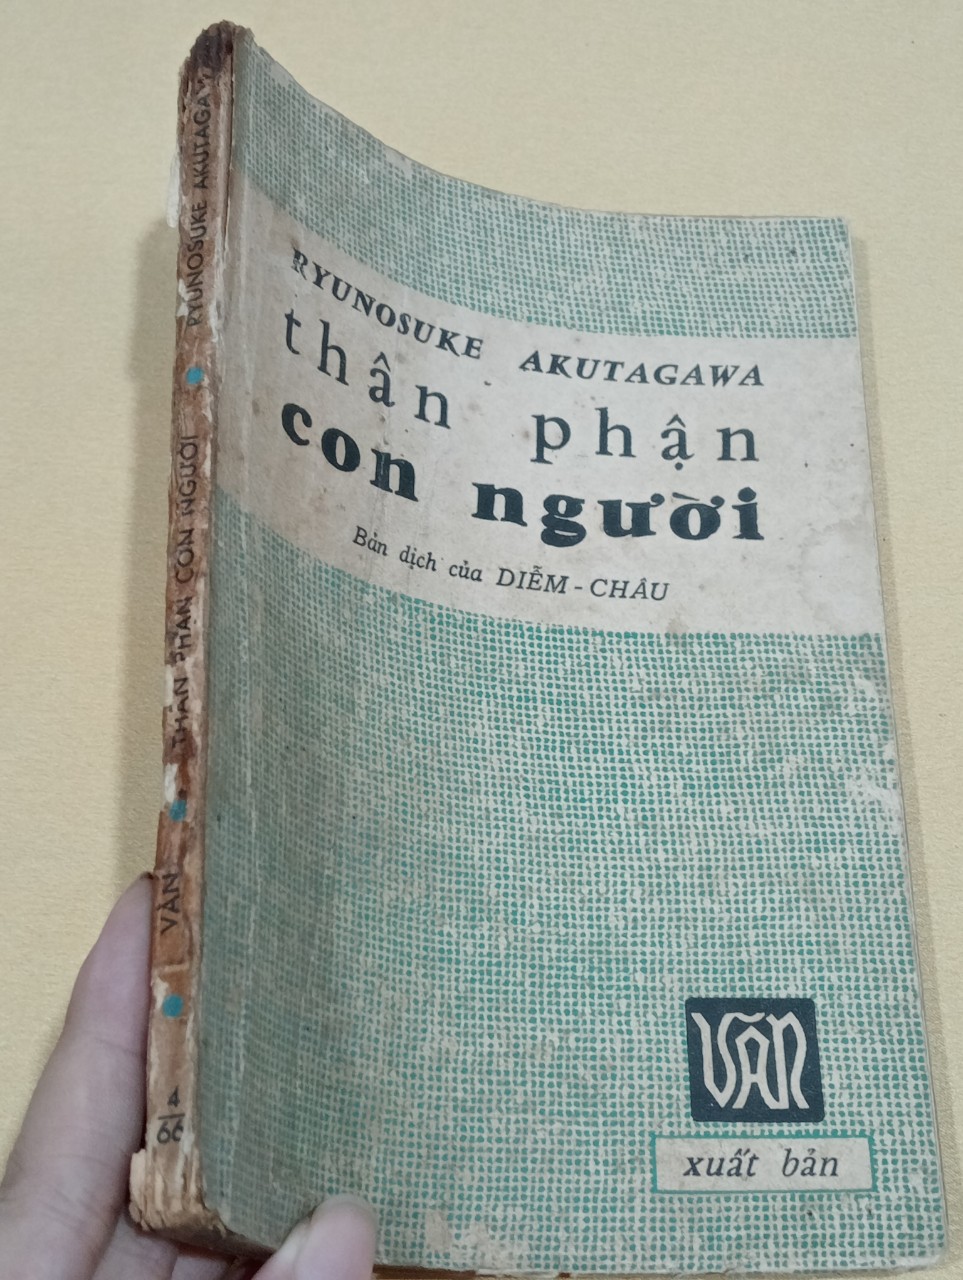 RYUNOSUKE AKUTAGAWA
thân phận
con người
Bản dịch của DIỄM - CHÂU
VĂN
xuất bản
RYUNOSUKE AKUTAGAWA
THÂN PHẬN CON NGƯỜI
VĂN
4
66